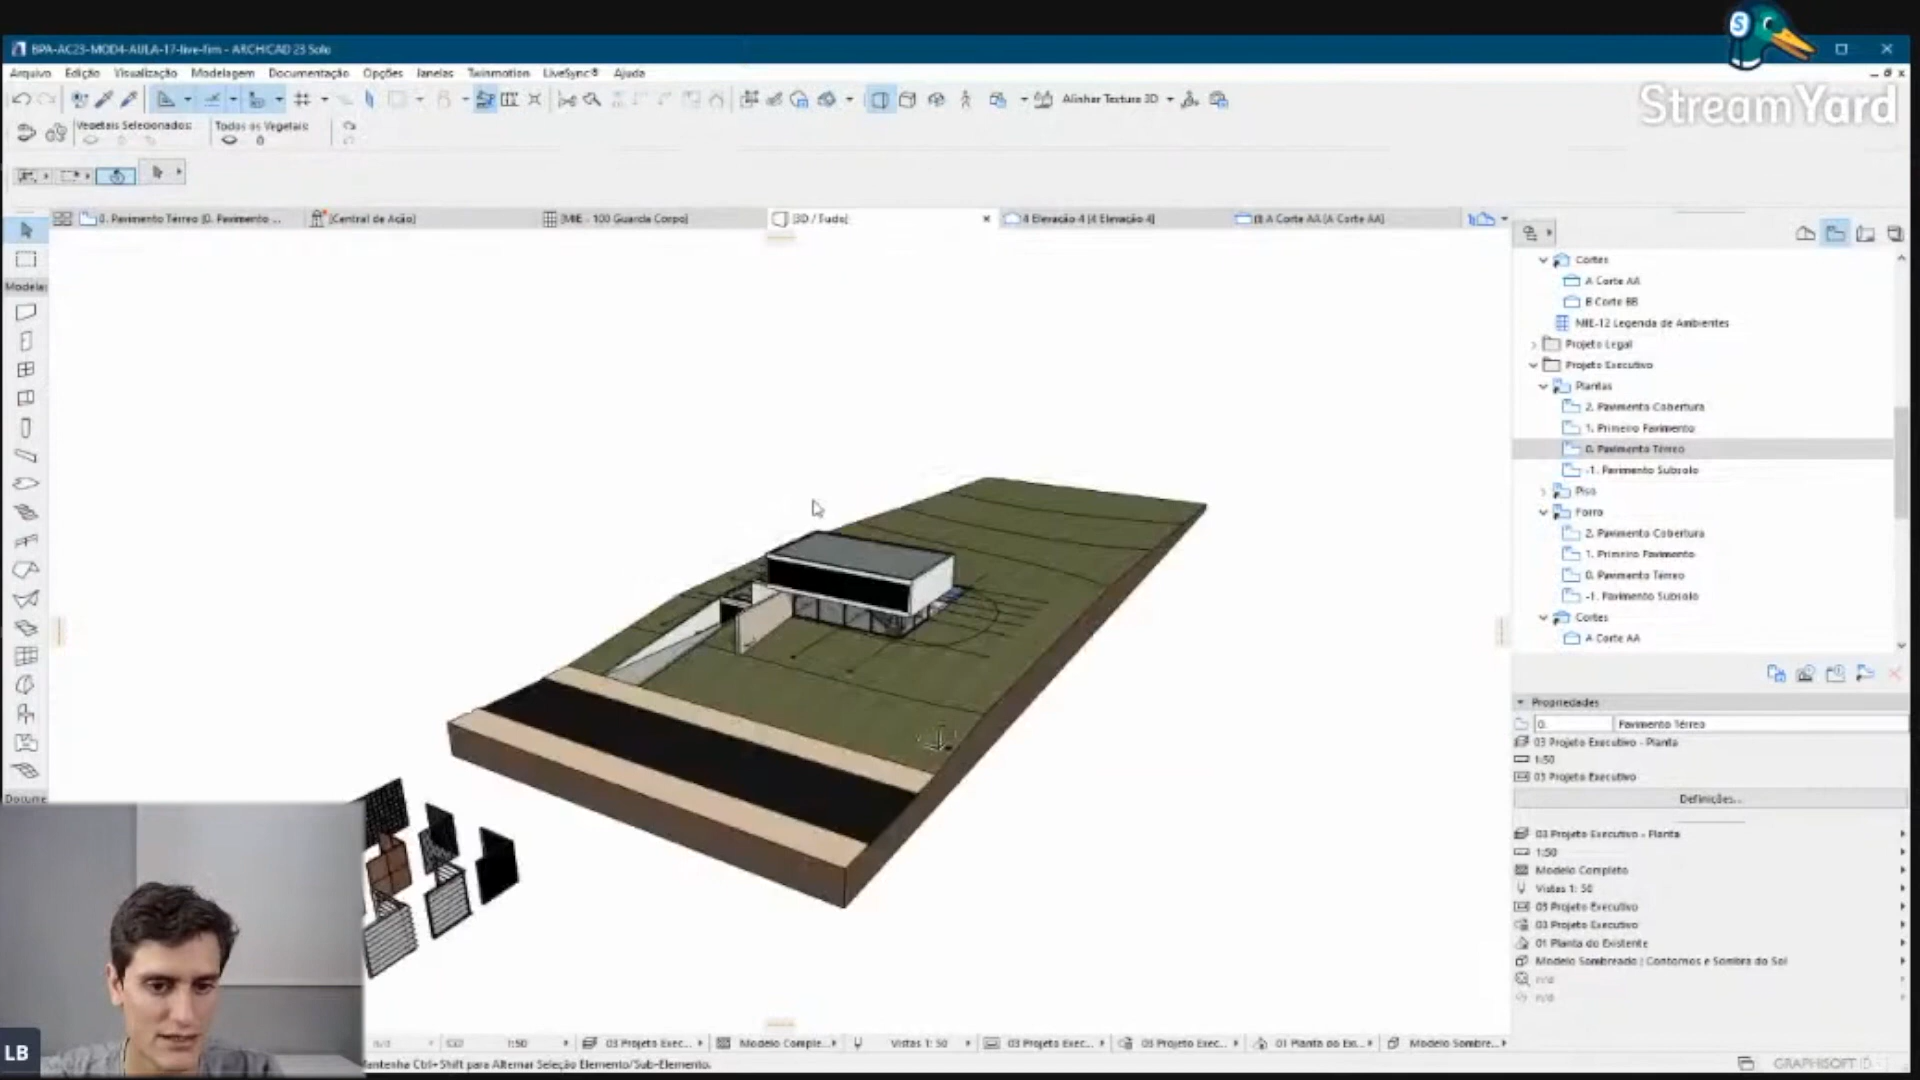 BPA-AC23-MOD4-AULA-17-live-fim - ARCHICAD 23 Solo
StreamYard
Arquivo Edição Visualização Modelagem Documentação Opções Janelas Twinmotion LiveSync® Ajuda
Alinhar Textura 3D
Vegetais Selecionados: Todos os Vegetais:
0. Pavimento Térreo [0. Pavimento ... [Central de Ação] [MIE - 100 Guarda Corpo] [3D / Tudo] 4 Elevação 4 [4 Elevação 4] A Corte AA [A Corte AA]
Modela
Docume
Cortes
A Corte AA
B Corte BB
MIE-12 Legenda de Ambientes
Projeto Legal
Projeto Executivo
Plantas
2. Pavimento Cobertura
1. Primeiro Pavimento
0. Pavimento Térreo
-1. Pavimento Subsolo
Piso
Forro
2. Pavimento Cobertura
1. Primeiro Pavimento
0. Pavimento Térreo
-1. Pavimento Subsolo
Cortes
A Corte AA
Propriedades
0. Pavimento Térreo
03 Projeto Executivo - Planta
1:50
03 Projeto Executivo
Definições...
03 Projeto Executivo - Planta
1:50
Modelo Completo
Vistas 1: 50
03 Projeto Executivo
03 Projeto Executivo
01 Planta do Existente
Modelo Sombreado | Contornos e Sombra do Sol
n/d
n/d
LB
n/d 1:50 03 Projeto Exec... Modelo Comple... Vistas 1: 50 03 Projeto Exec... 03 Projeto Exec... 01 Planta do Exi... Modelo Sombre...
Mantenha Ctrl+Shift para Alternar Seleção Elemento/Sub-Elemento.
GRAPHISOFT ID